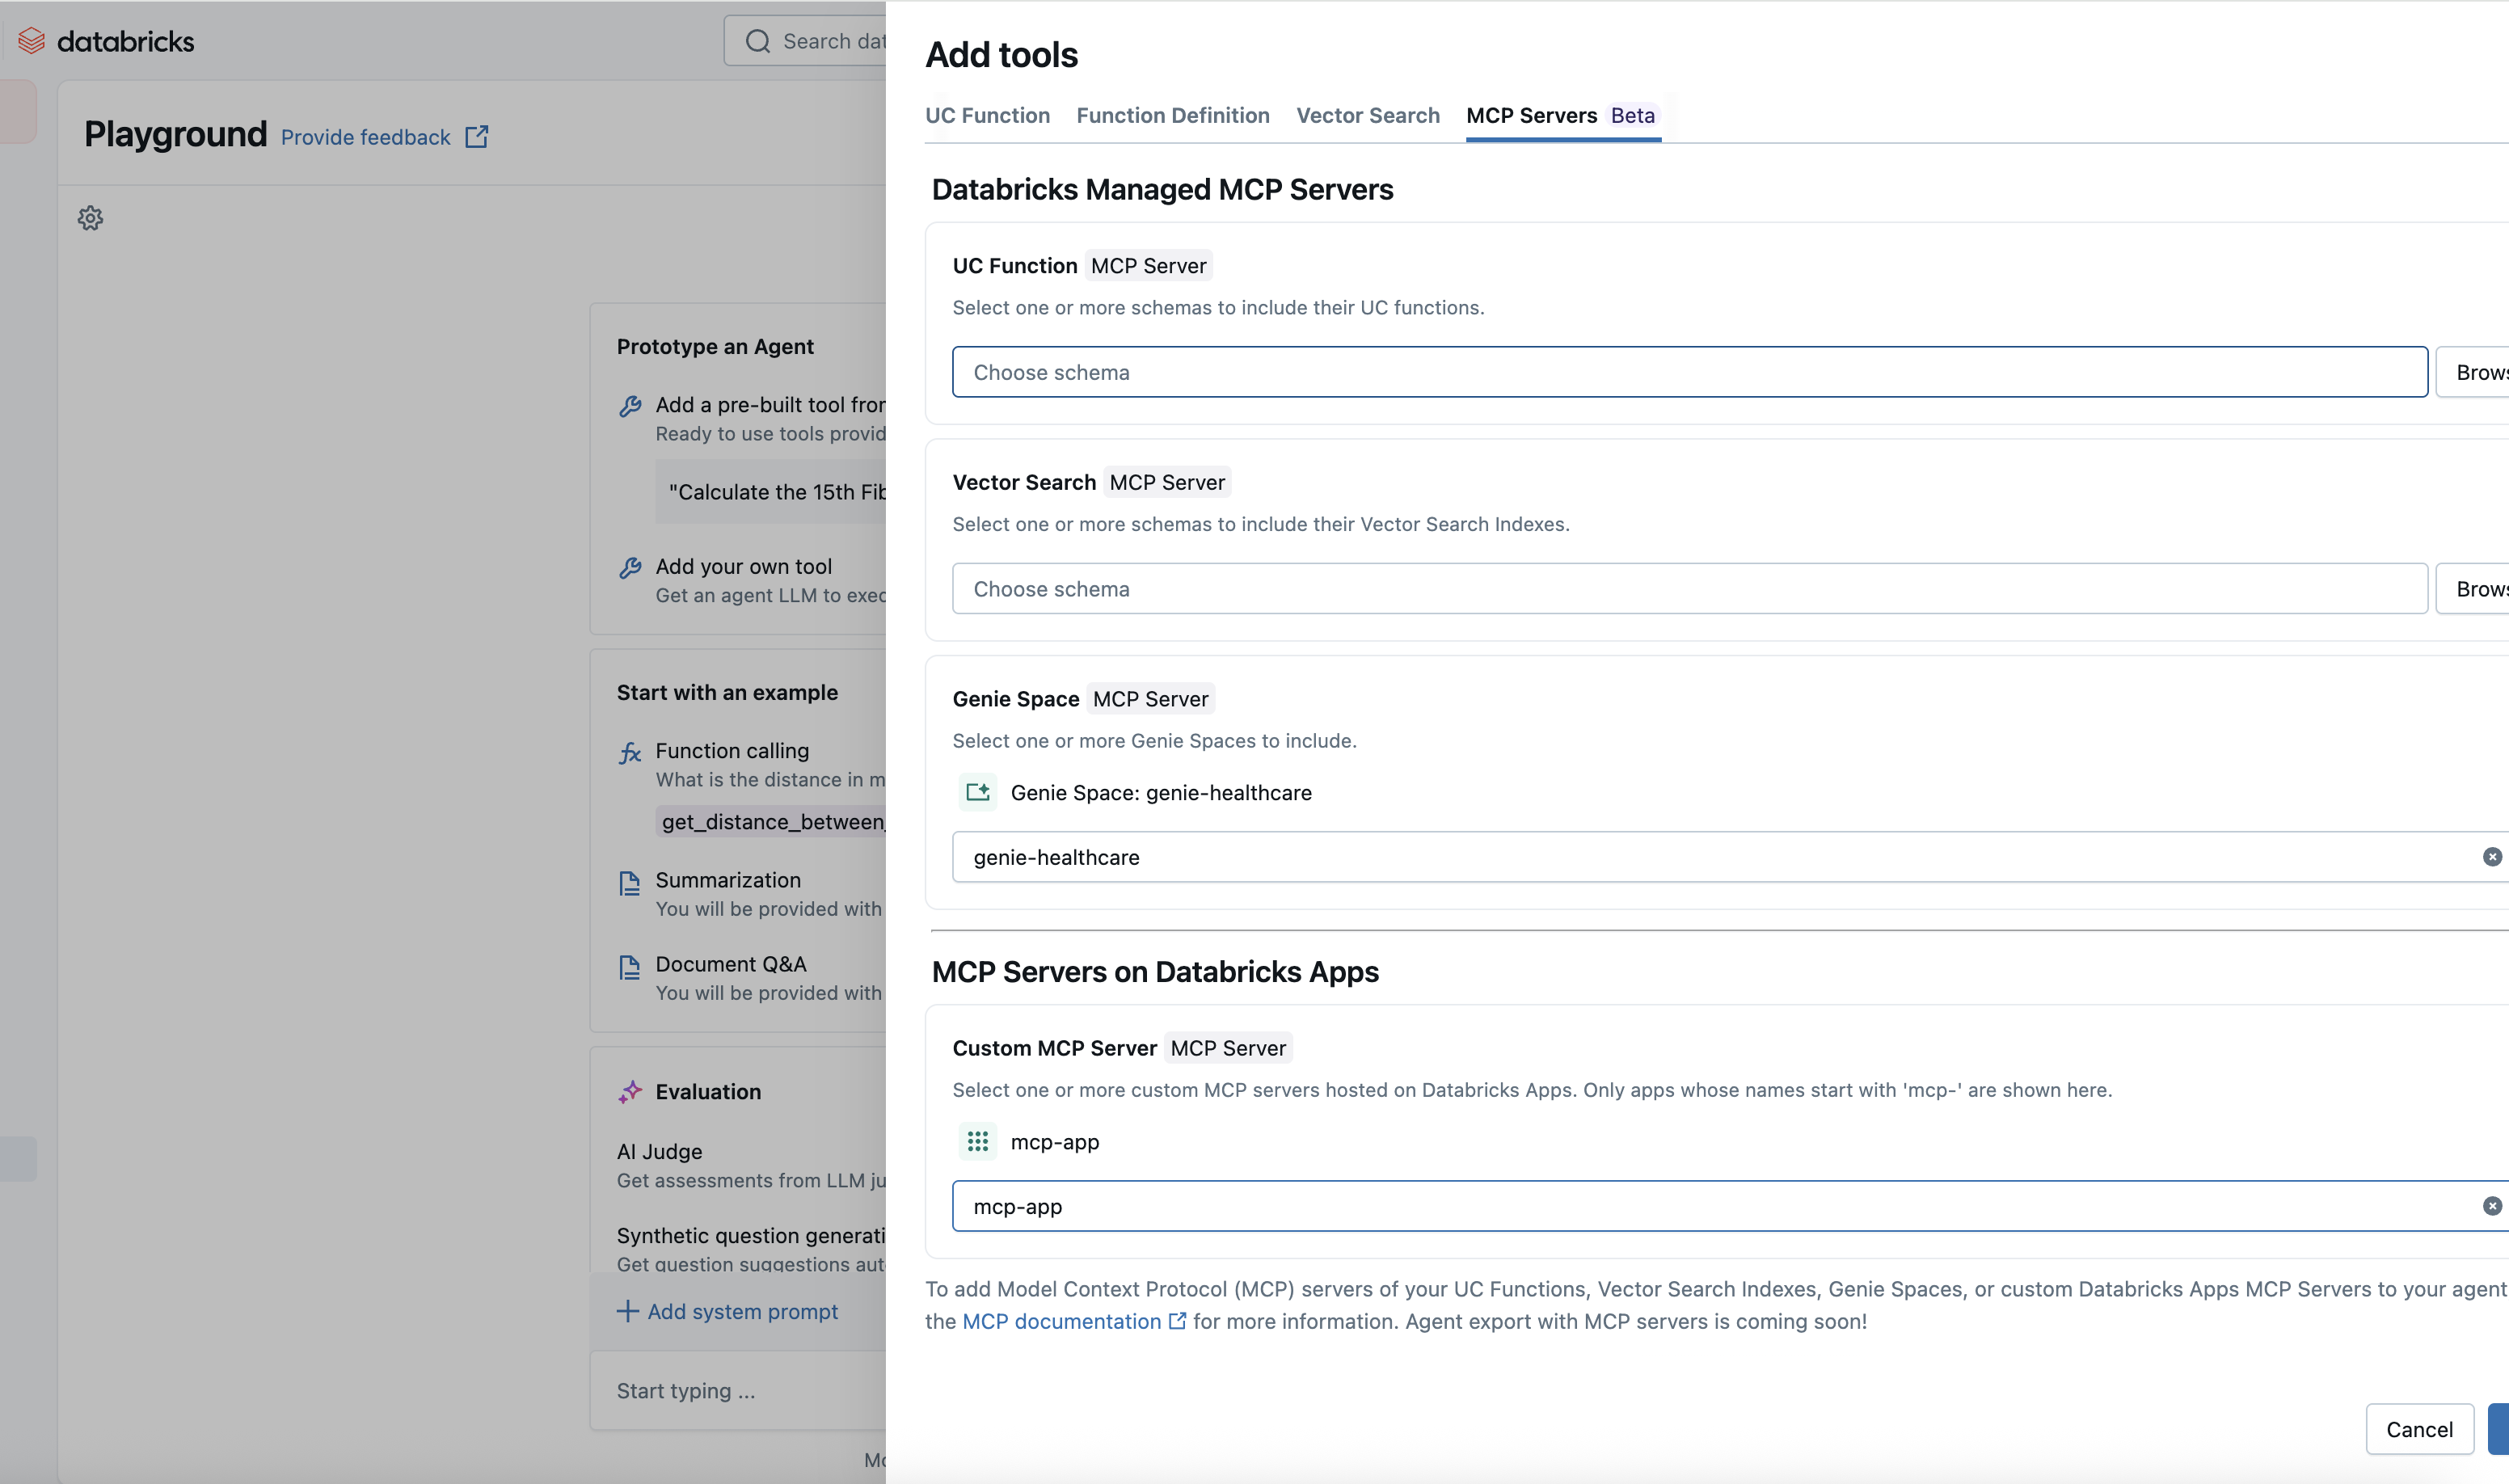 databricks
Search dat
Playground Provide feedback
Prototype an Agent
Add a pre-built tool from
Ready to use tools provid
"Calculate the 15th Fib
Add your own tool
Get an agent LLM to exec
Start with an example
Function calling
What is the distance in m
get_distance_between_
Summarization
You will be provided with
Document Q&A
You will be provided with
Evaluation
AI Judge
Get assessments from LLM ju
Synthetic question generati
Get question suggestions aut
Add system prompt
Start typing ...
Mo
Add tools
UC Function Function Definition Vector Search MCP Servers Beta
Databricks Managed MCP Servers
UC Function MCP Server
Select one or more schemas to include their UC functions.
Choose schema Brows
Vector Search MCP Server
Select one or more schemas to include their Vector Search Indexes.
Choose schema Brows
Genie Space MCP Server
Select one or more Genie Spaces to include.
Genie Space: genie-healthcare
genie-healthcare
MCP Servers on Databricks Apps
Custom MCP Server MCP Server
Select one or more custom MCP servers hosted on Databricks Apps. Only apps whose names start with 'mcp-' are shown here.
mcp-app
mcp-app
To add Model Context Protocol (MCP) servers of your UC Functions, Vector Search Indexes, Genie Spaces, or custom Databricks Apps MCP Servers to your agent
the MCP documentation for more information. Agent export with MCP servers is coming soon!
Cancel